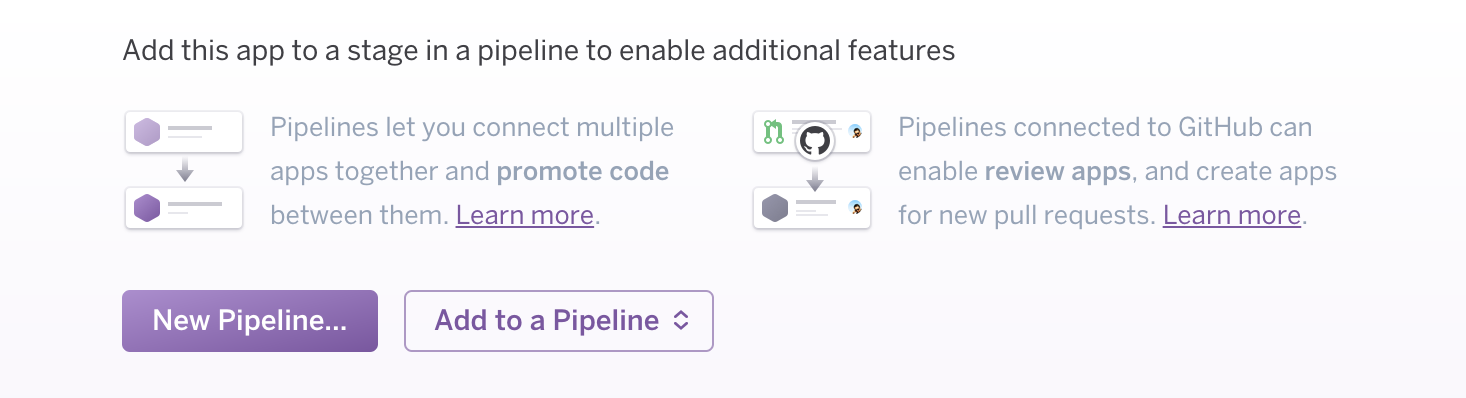 Add this app to a stage in a pipeline to enable additional features
Pipelines let you connect multiple
apps together and promote code
between them. Learn more.
Pipelines connected to GitHub can
enable review apps, and create apps
for new pull requests. Learn more.
New Pipeline...
Add to a Pipeline